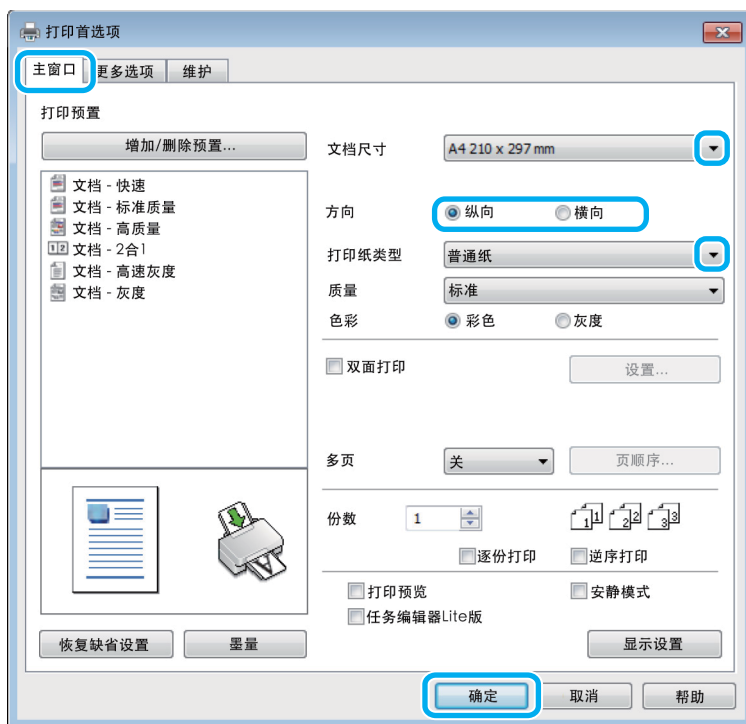 打印首选项
主窗口 更多选项 维护
打印预置
增加/删除预置...
文档 - 快速
文档 - 标准质量
文档 - 高质量
12 文档 - 2合1
文档 - 高速灰度
文档 - 灰度
文档尺寸 A4 210 x 297 mm
方向 纵向 横向
打印纸类型 普通纸
质量 标准
色彩 彩色 灰度
双面打印 设置...
多页 关 页顺序...
份数 1 1 1 2 2 3 3
逐份打印 逆序打印
打印预览 安静模式
任务编辑器Lite版
恢复缺省设置 墨量 显示设置
确定 取消 帮助